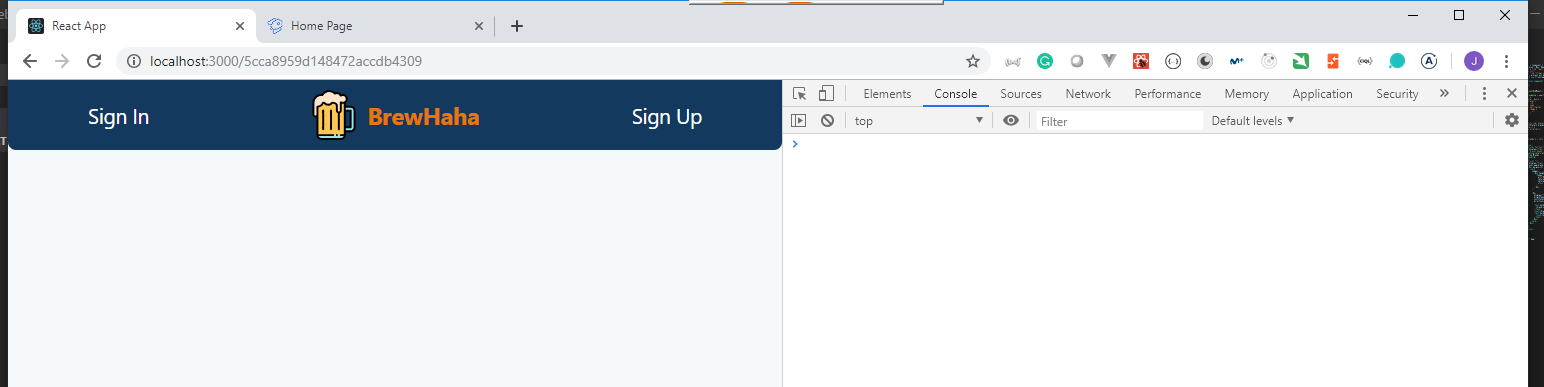 React App
Home Page
localhost:3000/5cca8959d148472accdb4309
J
Sign In
BrewHaha
Sign Up
Elements Console Sources Network Performance Memory Application Security
top
Filter
Default levels